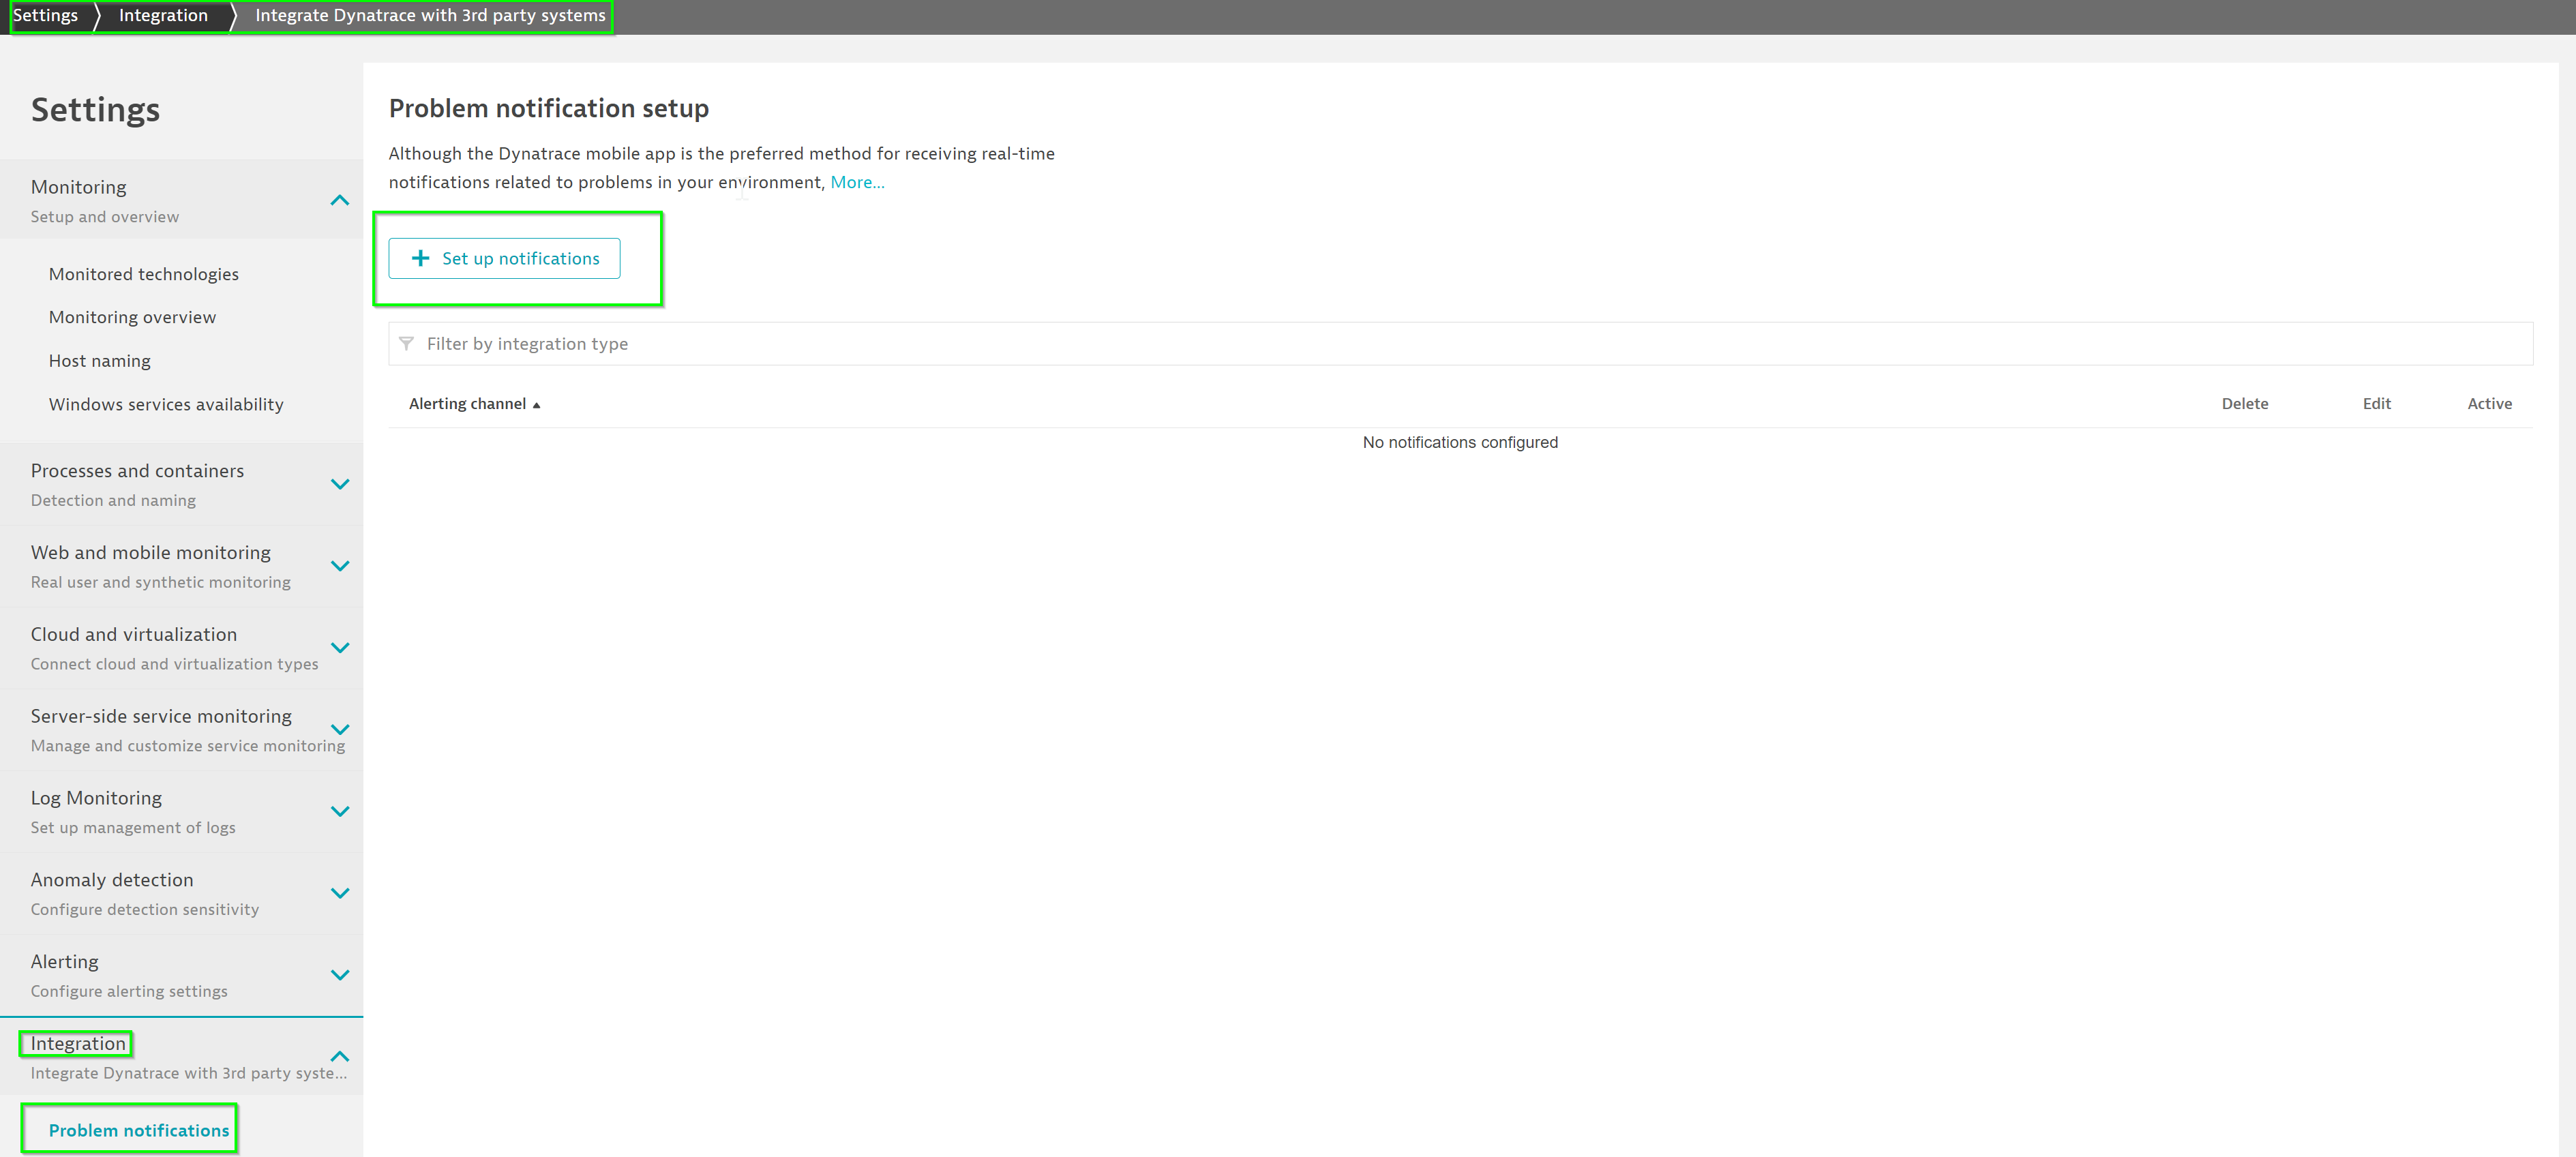 Settings Integration Integrate Dynatrace with 3rd party systems
Settings
Monitoring
Setup and overview
Monitored technologies
Monitoring overview
Host naming
Windows services availability
Processes and containers
Detection and naming
Web and mobile monitoring
Real user and synthetic monitoring
Cloud and virtualization
Connect cloud and virtualization types
Server-side service monitoring
Manage and customize service monitoring
Log Monitoring
Set up management of logs
Anomaly detection
Configure detection sensitivity
Alerting
Configure alerting settings
Integration
Integrate Dynatrace with 3rd party syste...
Problem notifications
Problem notification setup
Although the Dynatrace mobile app is the preferred method for receiving real-time
notifications related to problems in your environment, More...
Set up notifications
Filter by integration type
Alerting channel Delete Edit Active
No notifications configured